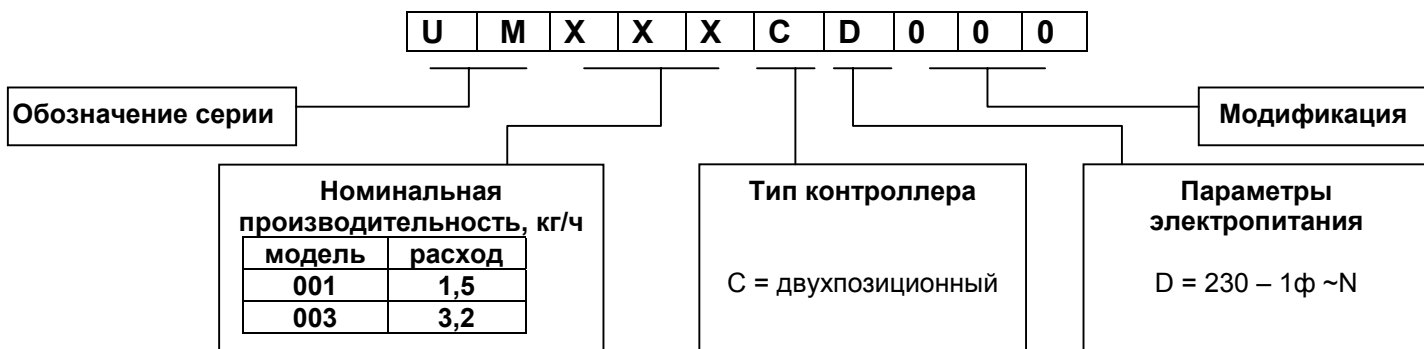 U M X X X C D 0 0 0
Обозначение серии
Модификация
Номинальная
производительность, кг/ч
модель расход
001 1,5
003 3,2
Тип контроллера
C = двухпозиционный
Параметры
электропитания
D = 230 – 1ф ~N